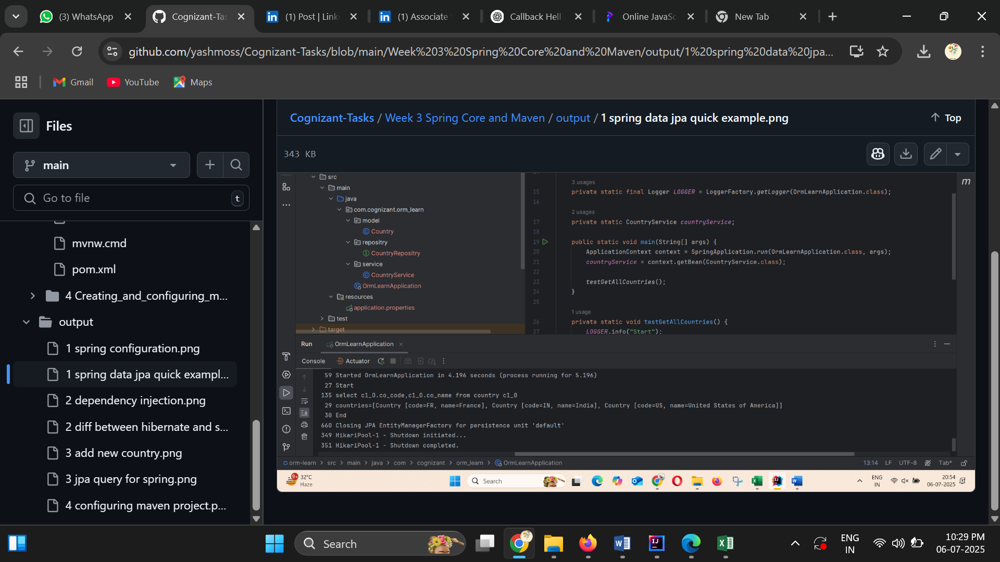 (3) WhatsApp
Cognizant-Tas
(1) Post | Link
(1) Associate
Callback Hell
Online JavaSc
New Tab
github.com/yashmoss/Cognizant-Tasks/blob/main/Week%203%20Spring%20Core%20and%20Maven/output/1%20spring%20data%20jpa...
Gmail
YouTube
Maps
Files
main
Go to file
t
mvnw.cmd
pom.xml
4 Creating_and_configuring_m...
output
1 spring configuration.png
1 spring data jpa quick exampl...
2 dependency injection.png
2 diff between hibernate and s...
3 add new country.png
3 jpa query for spring.png
4 configuring maven project.p...
Cognizant-Tasks / Week 3 Spring Core and Maven / output / 1 spring data jpa quick example.png
Top
343 KB
src
main
java
com.cognizant.orm_learn
model
Country
repositry
CountryRepositry
service
CountryService
OrmLearnApplication
resources
application.properties
test
target
m
3 usages
15 private static final Logger LOGGER = LoggerFactory.getLogger(OrmLearnApplication.class);
16
2 usages
17 private static CountryService countryService;
18
19 public static void main(String[] args) {
20 ApplicationContext context = SpringApplication.run(OrmLearnApplication.class, args);
21 countryService = context.getBean(CountryService.class);
22
23 testGetAllCountries();
24 }
25
1 usage
26 private static void testGetAllCountries() {
27 LOGGER.info("Start");
Run OrmLearnApplication
Console Actuator
59 Started OrmLearnApplication in 4.196 seconds (process running for 5.196)
27 Start
135 select c1_0.co_code,c1_0.co_name from country c1_0
29 countries=[Country [code=FR, name=France], Country [code=IN, name=India], Country [code=US, name=United States of America]]
30 End
660 Closing JPA EntityManagerFactory for persistence unit 'default'
349 HikariPool-1 - Shutdown initiated...
351 HikariPool-1 - Shutdown completed.
orm-learn > src > main > java > com > cognizant > orm_learn > OrmLearnApplication
13:14 LF UTF-8 Tab*
9+
32°C
Haze
Search
ENG
IN
20:54
06-07-2025
Search
ENG
IN
10:29 PM
06-07-2025